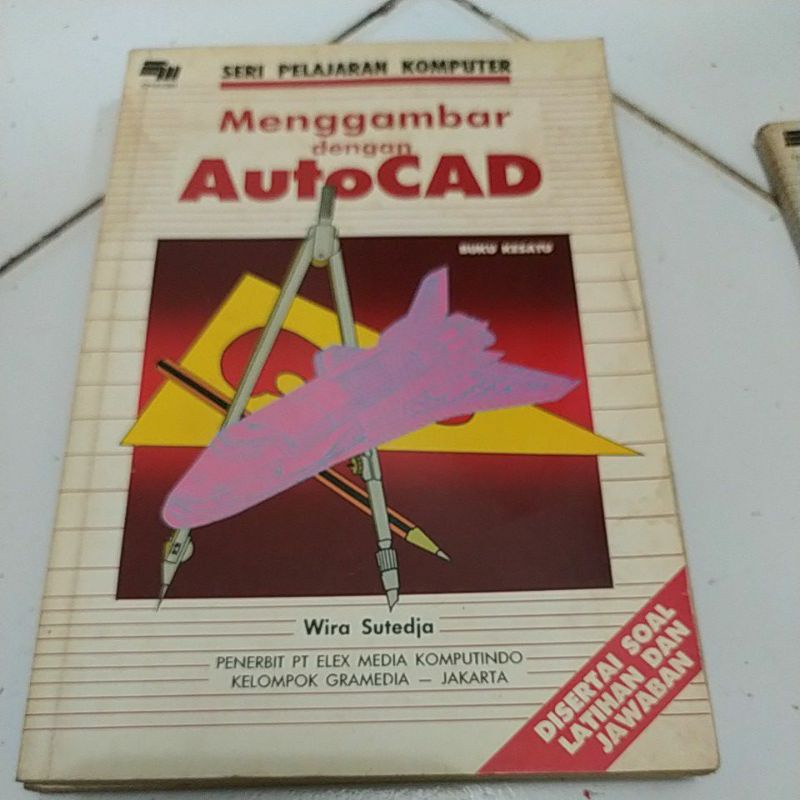 SERI PELAJARAN KOMPUTER
Menggambar
dengan
AutoCAD
BUKU KESATU
Wira Sutedja
PENERBIT PT ELEX MEDIA KOMPUTINDO
KELOMPOK GRAMEDIA — JAKARTA
DISERTAI SOAL
LATIHAN DAN
JAWABAN